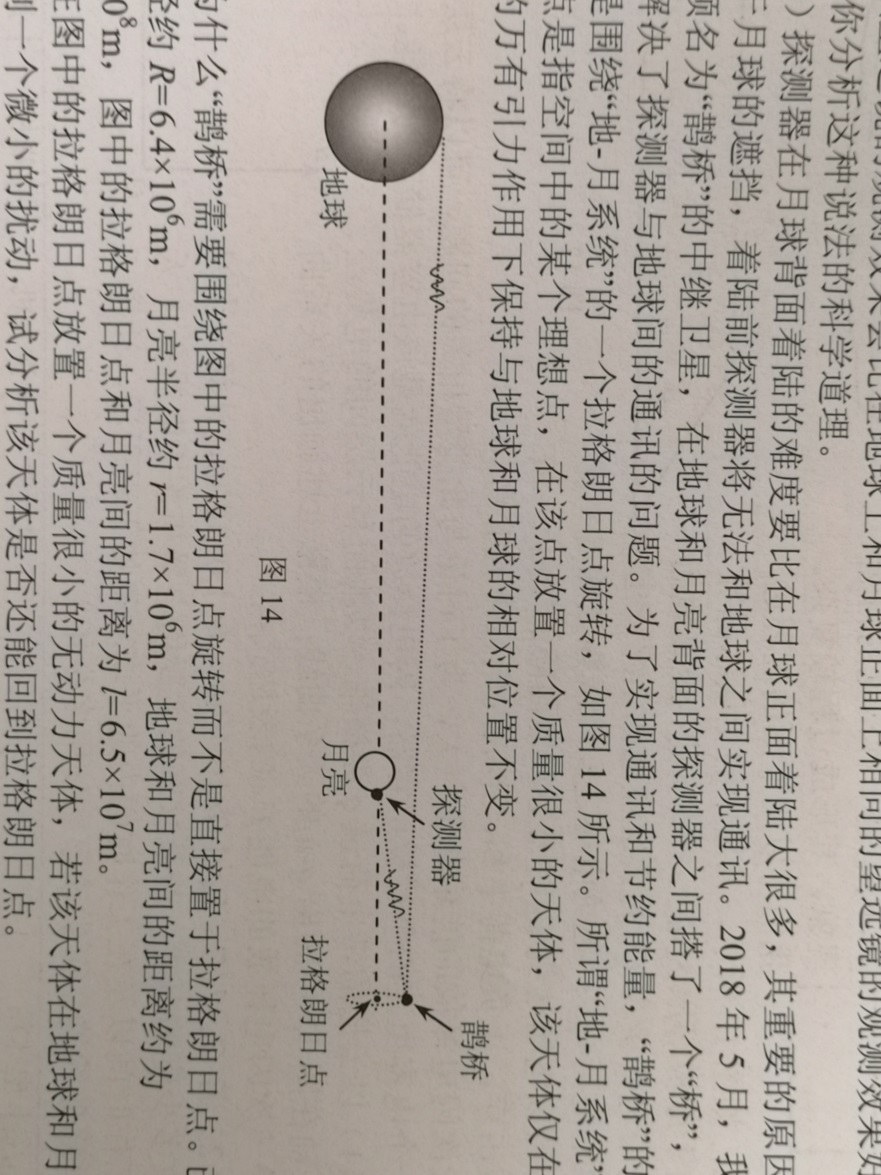 你分析这种说法的科学道理。
）探测器在月球背面着陆的难度要比在月球正面着陆大很多，其重要的原因
月球的遮挡，着陆前探测器将无法和地球之间实现通讯。2018 年 5 月，我
名为“鹊桥”的中继卫星，在地球和月亮背面的探测器之间搭了一个“桥”，
解决了探测器与地球间的通讯的问题。为了实现通讯和节约能量，“鹊桥”的
是围绕“地-月系统”的一个拉格朗日点旋转，如图 14 所示。所谓“地-月系统”
点是指空间中的某个理想点，在该点放置一个质量很小的天体，该天体仅在
的万有引力作用下保持与地球和月球的相对位置不变。
地球
月亮
探测器
鹊桥
拉格朗日点
图 14
为什么“鹊桥”需要围绕图中的拉格朗日点旋转而不是直接置于拉格朗日点。
径约 R=6.4×10⁶m，月亮半径约 r=1.7×10⁶m，地球和月亮间的距离约为
0⁸m，图中的拉格朗日点和月亮间的距离为 l=6.5×10⁷m。
在图中的拉格朗日点放置一个质量很小的无动力天体，若该天体在地球和月
到一个微小的扰动，试分析该天体是否还能回到拉格朗日点。